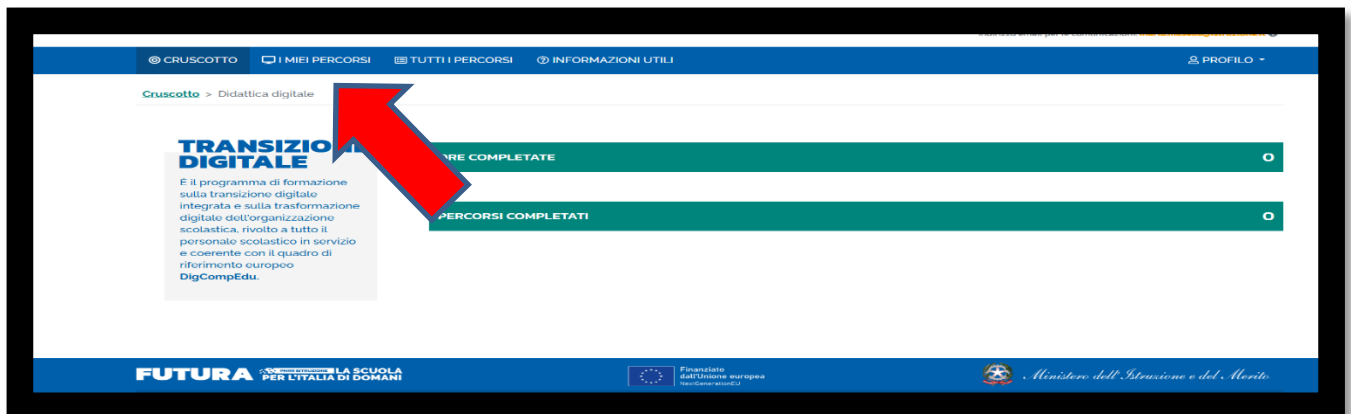 CRUSCOTTO I MIEI PERCORSI TUTTI I PERCORSI INFORMAZIONI UTILI PROFILO
Cruscotto > Didattica digitale
TRANSIZIO
DIGITALE
È il programma di formazione
sulla transizione digitale
integrata e sulla trasformazione
digitale dell'organizzazione
scolastica, rivolto a tutto il
personale scolastico in servizio
e coerente con il quadro di
riferimento europeo
DigCompEdu.
ORE COMPLETATE 0
PERCORSI COMPLETATI 0
FUTURA LA SCUOLA
PER L'ITALIA DI DOMANI
Finanziato
dall'Unione europea
NextGenerationEU
Ministero dell'Istruzione e del Merito